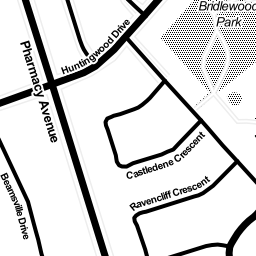 Bridlewood
Park
Huntingwood Drive
Pharmacy Avenue
Castledene Crescent
Ravencliff Crescent
Beamsville Drive